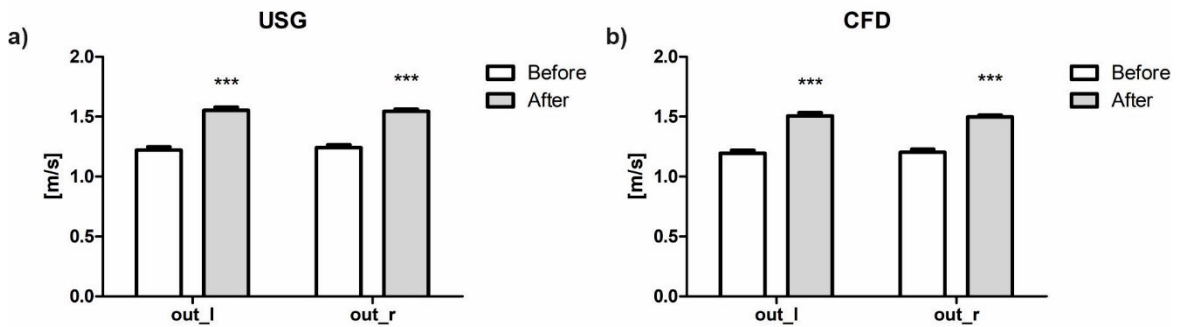 a)
USG
2.0
1.5
1.0
0.5
0.0
[m/s]
*** ***
out_l out_r
Before
After
b)
CFD
2.0
1.5
1.0
0.5
0.0
[m/s]
*** ***
out_l out_r
Before
After